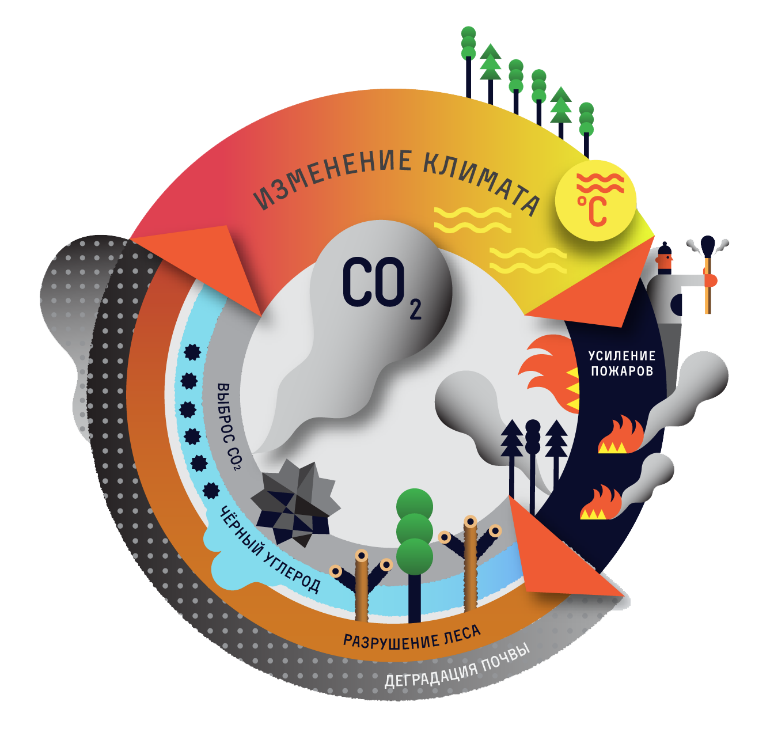 ИЗМЕНЕНИЕ КЛИМАТА
°C
CO₂
УСИЛЕНИЕ
ПОЖАРОВ
ВЫБРОС CO₂
ЧЁРНЫЙ УГЛЕРОД
РАЗРУШЕНИЕ ЛЕСА
ДЕГРАДАЦИЯ ПОЧВЫ